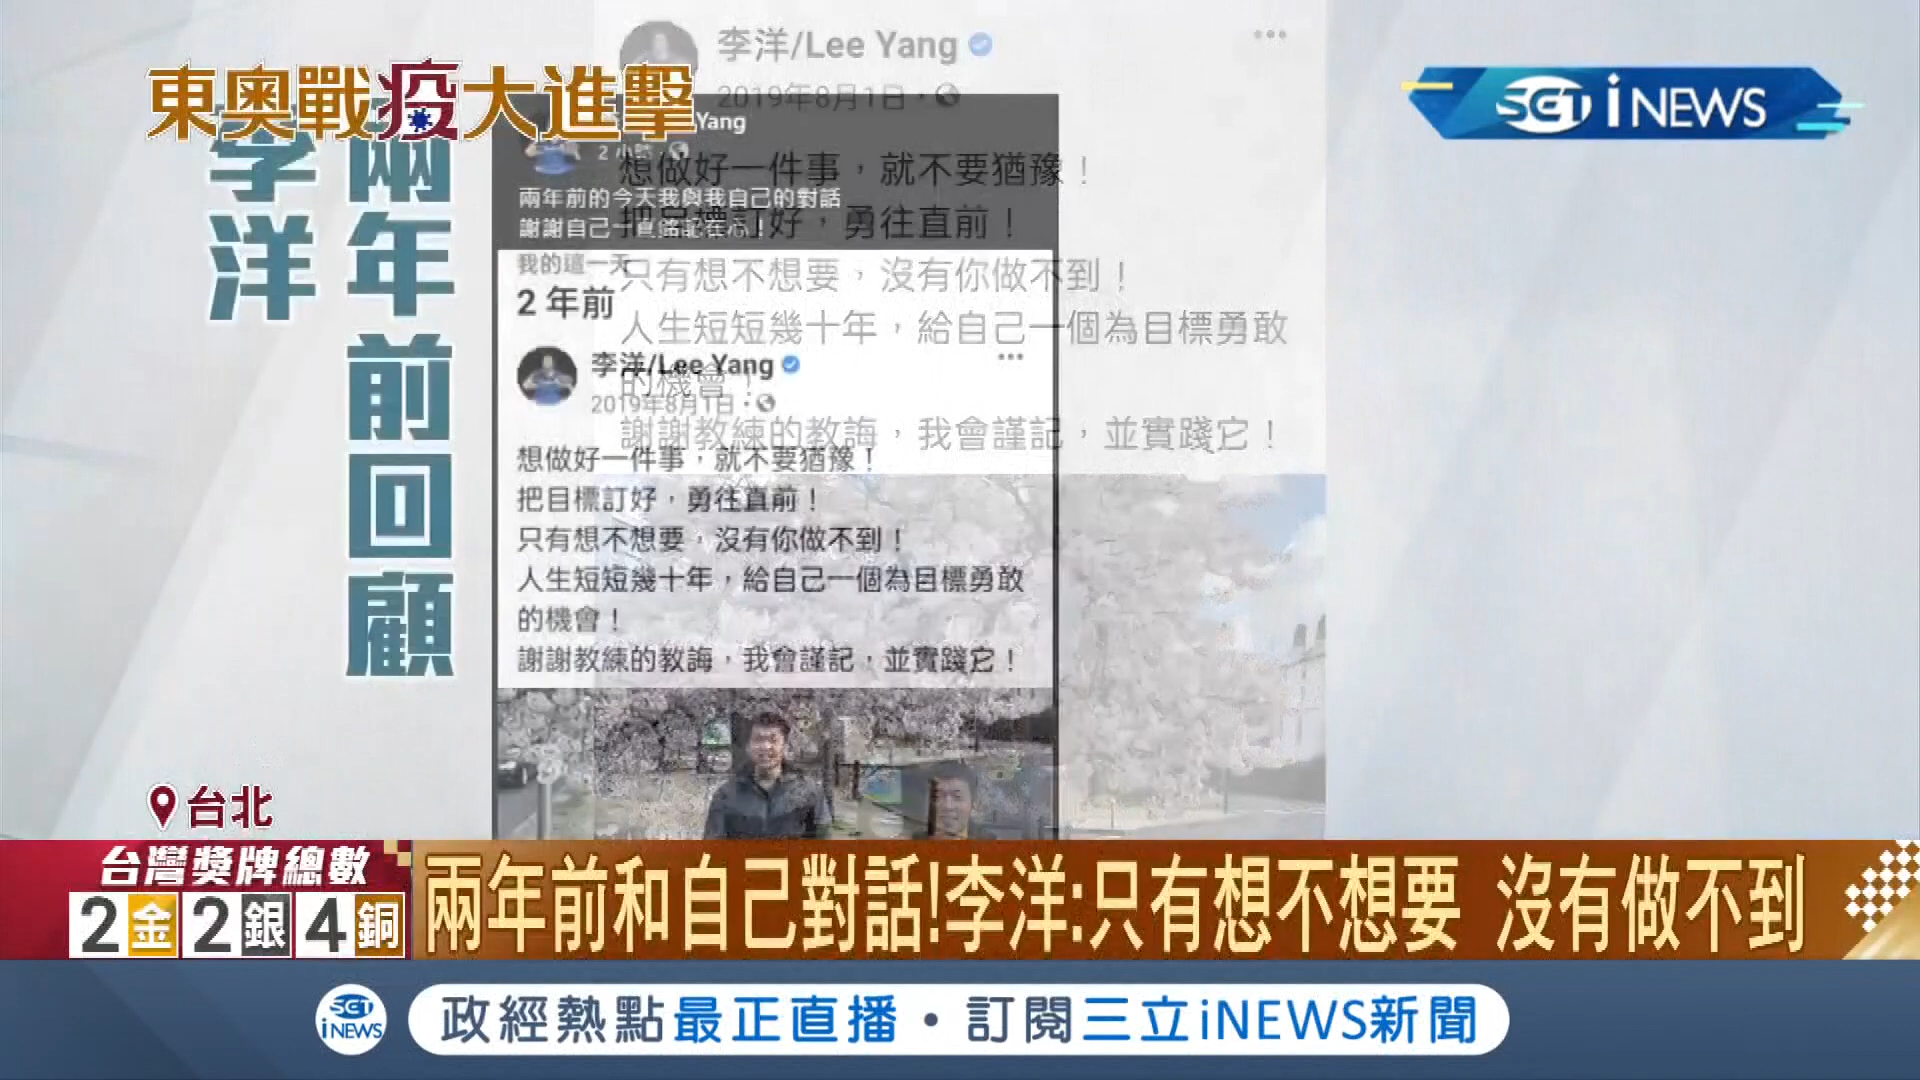 東奧戰疫大進擊
SET iNEWS
李洋
兩年前回顧
李洋/Lee Yang
2019年8月1日
想做好一件事，就不要猶豫！
把目標訂好，勇往直前！
只有想不想要，沒有你做不到！
人生短短幾十年，給自己一個為目標勇敢
的機會！
謝謝教練的教誨，我會謹記，並實踐它！
Yang
2 小時
兩年前的今天我與我自己的對話
謝謝自己一直
我的這一天
2 年前
李洋/Lee Yang
2019年8月1日
想做好一件事，就不要猶豫！
把目標訂好，勇往直前！
只有想不想要，沒有你做不到！
人生短短幾十年，給自己一個為目標勇敢
的機會！
謝謝教練的教誨，我會謹記，並實踐它！
台北
台灣獎牌總數
2金 2銀 4銅
兩年前和自己對話!李洋:只有想不想要 沒有做不到
SET iNEWS
政經熱點最正直播・訂閱三立iNEWS新聞